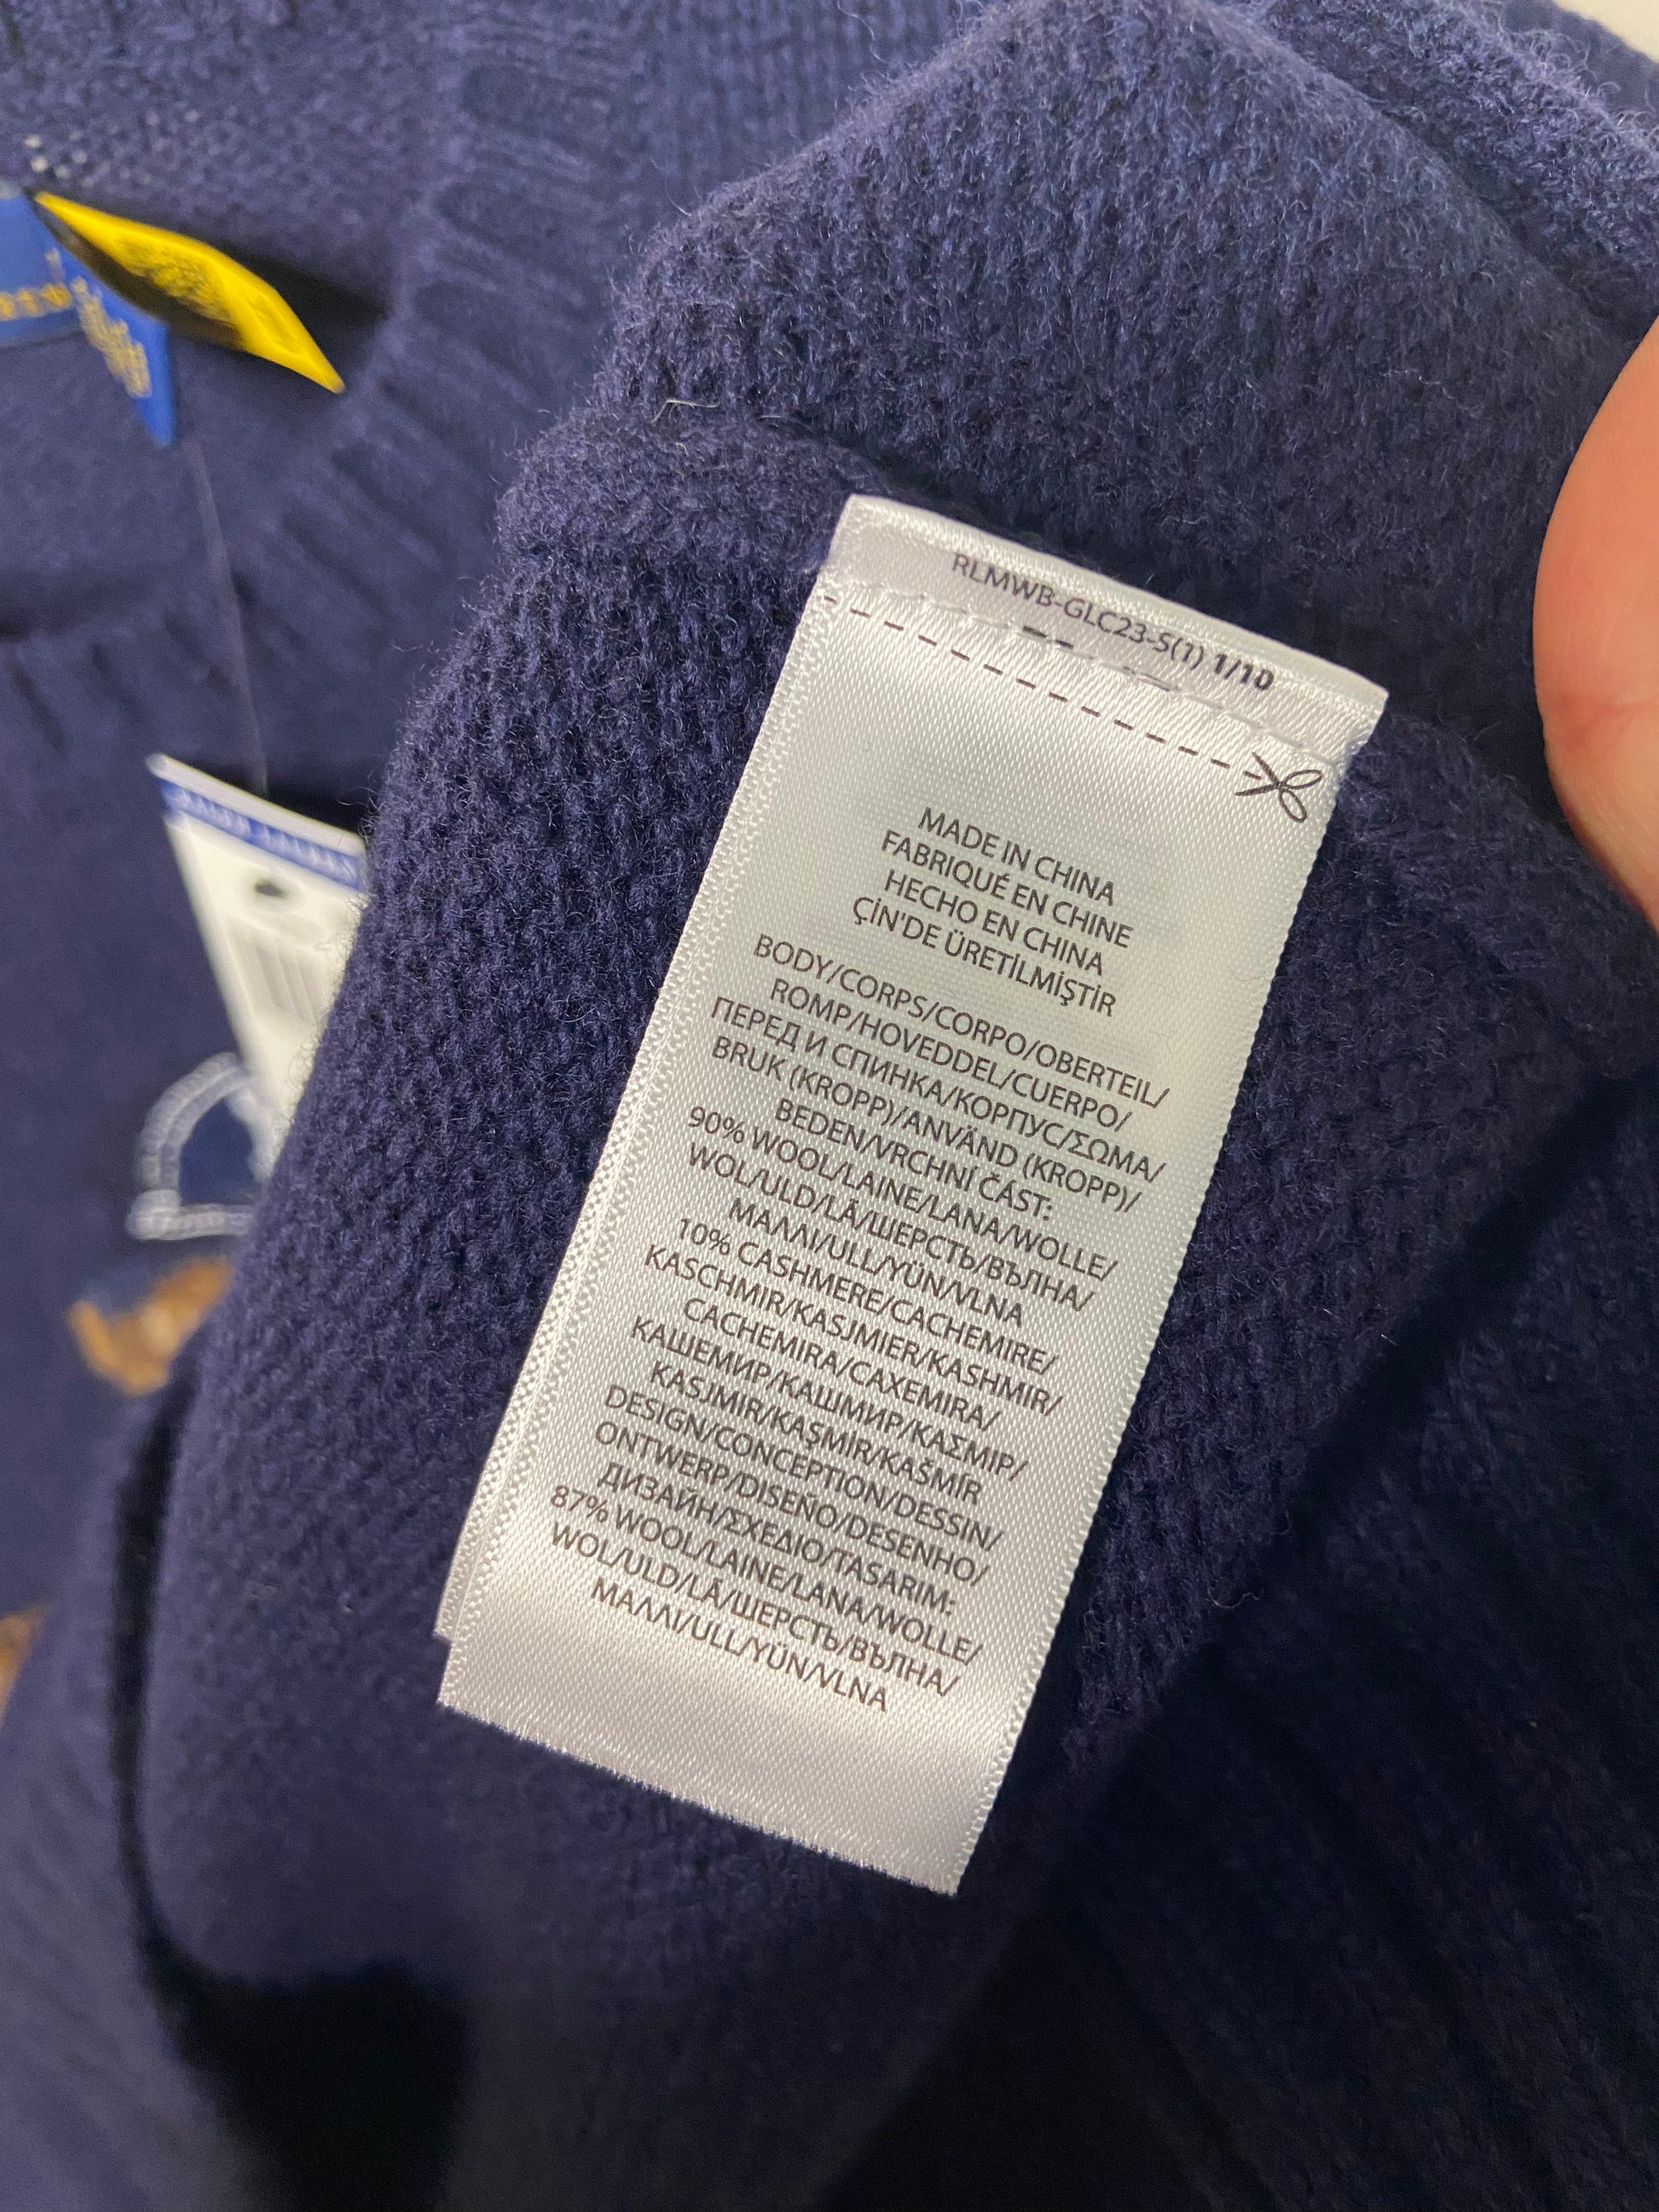 RLMWB-GLC23-S(1) 1/10
MADE IN CHINA
FABRIQUÉ EN CHINE
HECHO EN CHINA
ÇİN'DE ÜRETİLMİŞTİR
BODY/CORPS/CORPO/OBERTEIL/
ROMP/HOVEDDEL/CUERPO/
ПЕРЕД И СПИНКА/КОРПУС/ΣΩΜΑ/
BRUK (KROPP)/ANVÄND (KROPP)/
BEDEN/VRCHNÍ ČÁST:
90% WOOL/LAINE/LANA/WOLLE/
WOL/ULD/LÃ/ШЕРСТЬ/ВЪЛНА/
ΜΑΛΛΙ/ULL/YÜN/VLNA
10% CASHMERE/CACHEMIRE/
KASCHMIR/KASJMIER/KASHMIR/
CACHEMIRA/CAXEMIRA/
КАШЕМИР/КАШМИР/ΚΑΣΜΙΡ/
KASJMIR/KAŞMİR/KAŠMÍR
DESIGN/CONCEPTION/DESSIN/
ONTWERP/DISEÑO/DESENHO/
ДИЗАЙН/ΣΧΕΔΙΟ/TASARIM:
87% WOOL/LAINE/LANA/WOLLE/
WOL/ULD/LÃ/ШЕРСТЬ/ВЪЛНА/
ΜΑΛΛΙ/ULL/YÜN/VLNA
RALPH LAUREN